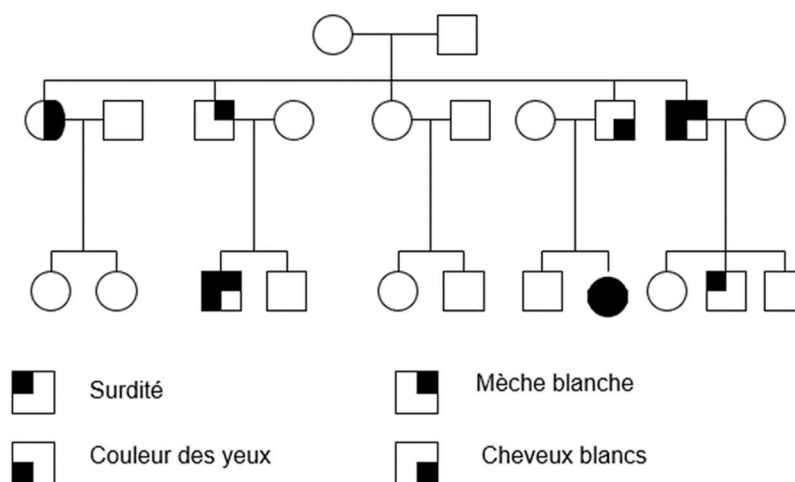 Surdité
Mèche blanche
Couleur des yeux
Cheveux blancs